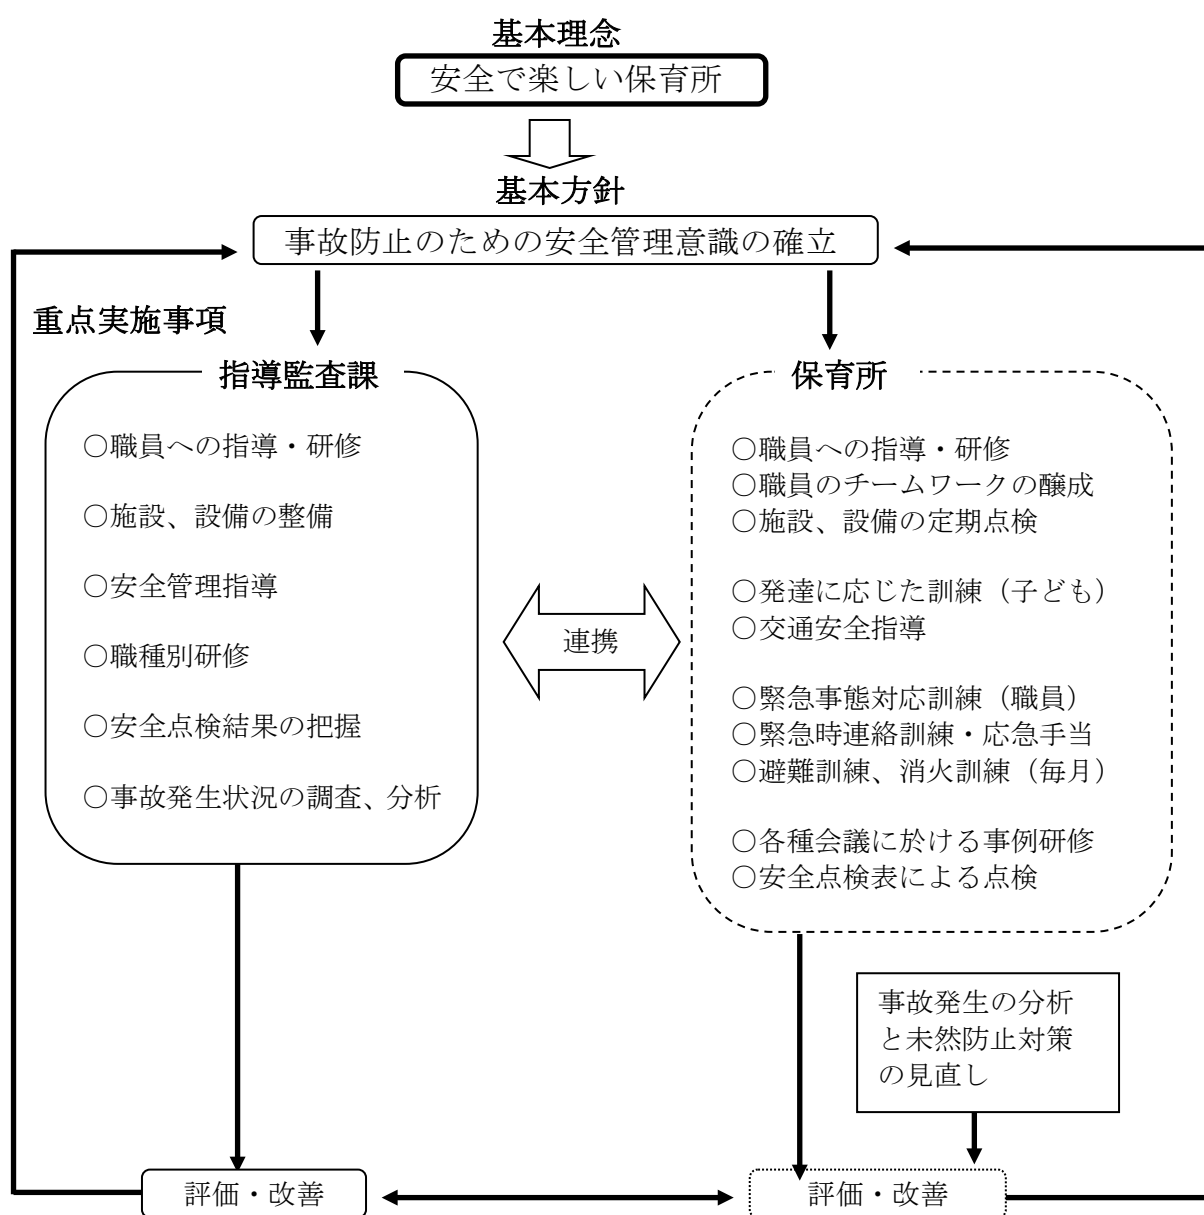 基本理念
安全で楽しい保育所
基本方針
事故防止のための安全管理意識の確立
重点実施事項
指導監査課
○職員への指導・研修
○施設、設備の整備
○安全管理指導
○職種別研修
○安全点検結果の把握
○事故発生状況の調査、分析
連携
保育所
○職員への指導・研修
○職員のチームワークの醸成
○施設、設備の定期点検
○発達に応じた訓練（子ども）
○交通安全指導
○緊急事態対応訓練（職員）
○緊急時連絡訓練・応急手当
○避難訓練、消火訓練（毎月）
○各種会議に於ける事例研修
○安全点検表による点検
事故発生の分析
と未然防止対策
の見直し
評価・改善
評価・改善